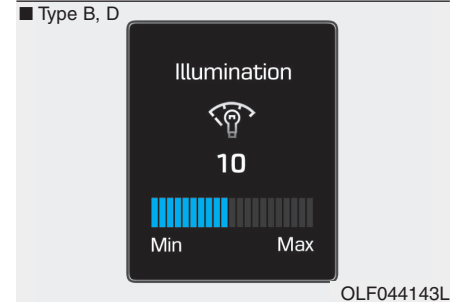 ■ Type B, D
Illumination
10
Min Max
OLF044143L